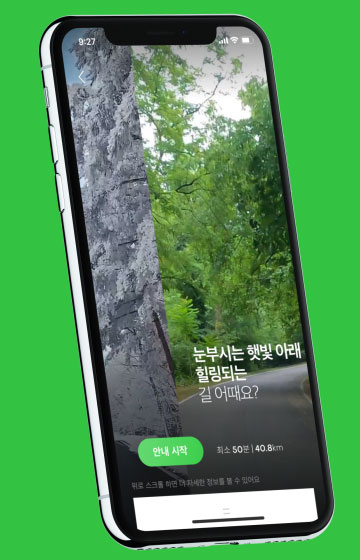 9:27
눈부시는 햇빛 아래
힐링되는
길 어때요?
안내 시작 최소 50분 | 40.8km
위로 스크롤 하면 더 자세한 정보를 볼 수 있어요